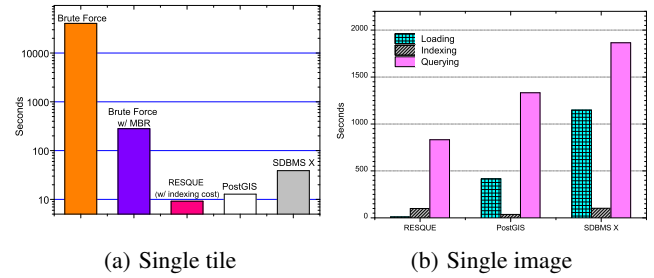 Brute Force
10000
1000
100
10
Seconds
Brute Force
w/ MBR
RESQUE
(w/ indexing cost)
PostGIS
SDBMS X
(a) Single tile
2000
1500
1000
500
0
Seconds
Loading
Indexing
Querying
RESQUE
PostGIS
SDBMS X
(b) Single image